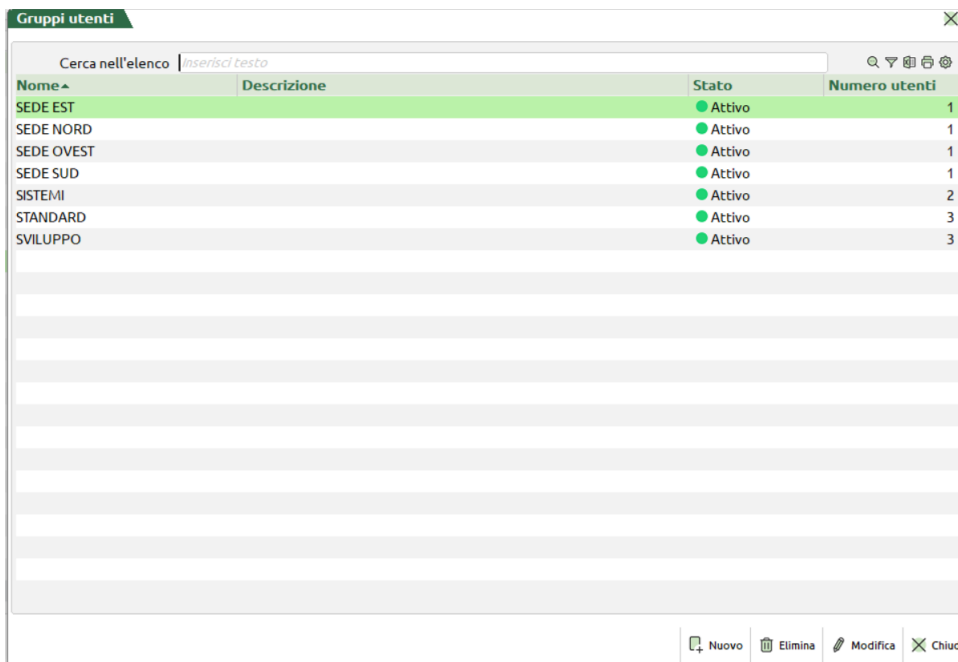 Gruppi utenti
Cerca nell'elenco Inserisci testo
Nome Descrizione Stato Numero utenti
SEDE EST Attivo 1
SEDE NORD Attivo 1
SEDE OVEST Attivo 1
SEDE SUD Attivo 1
SISTEMI Attivo 2
STANDARD Attivo 3
SVILUPPO Attivo 3
Nuovo Elimina Modifica Chiud